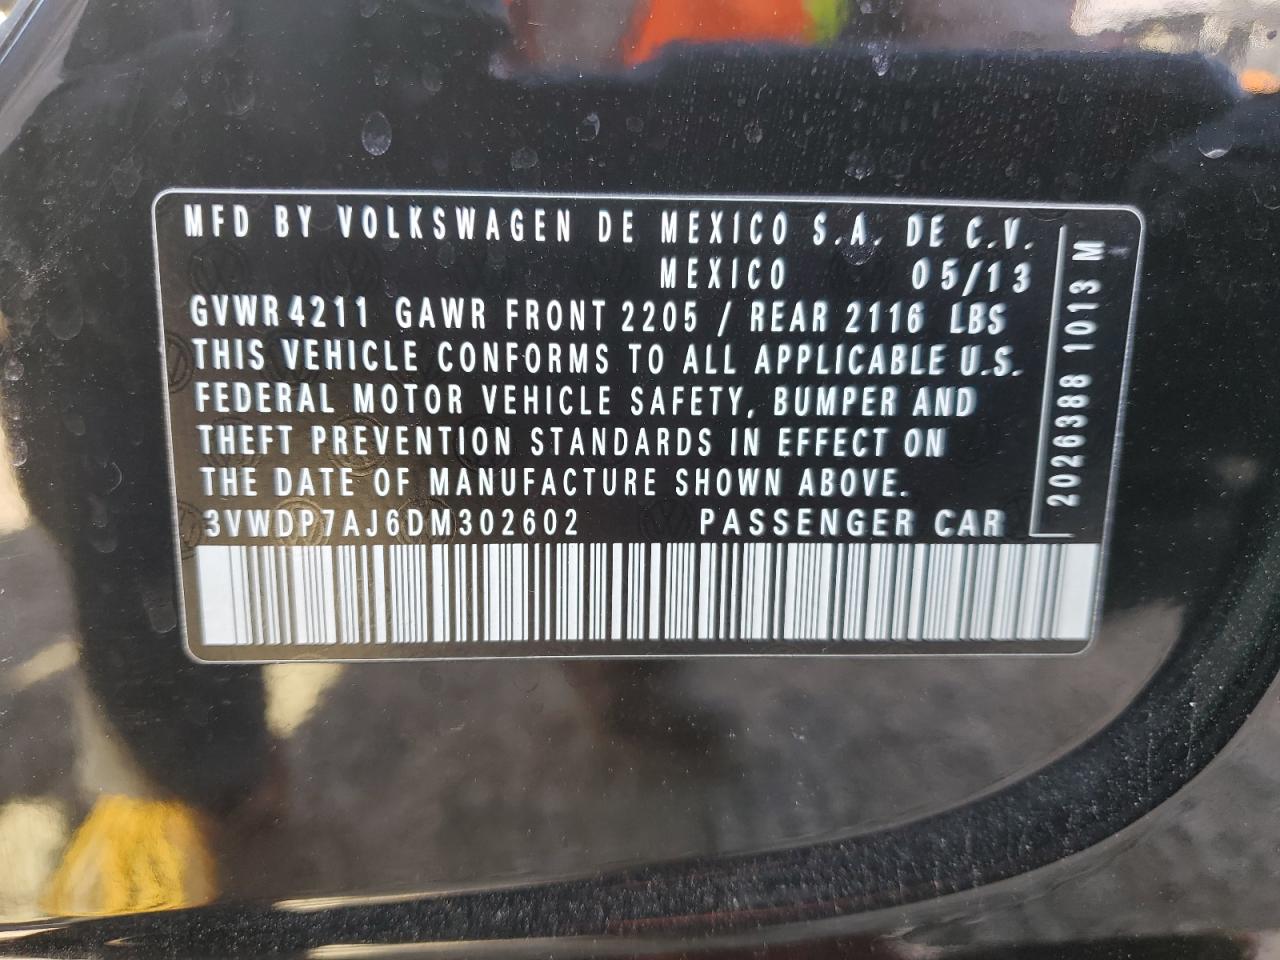 MFD BY VOLKSWAGEN DE MEXICO S.A. DE C.V.
MEXICO 05/13
GVWR 4211 GAWR FRONT 2205 / REAR 2116 LBS
THIS VEHICLE CONFORMS TO ALL APPLICABLE U.S.
FEDERAL MOTOR VEHICLE SAFETY, BUMPER AND
THEFT PREVENTION STANDARDS IN EFFECT ON
THE DATE OF MANUFACTURE SHOWN ABOVE.
3VWDP7AJ6DM302602 PASSENGER CAR
2026388 1013 M